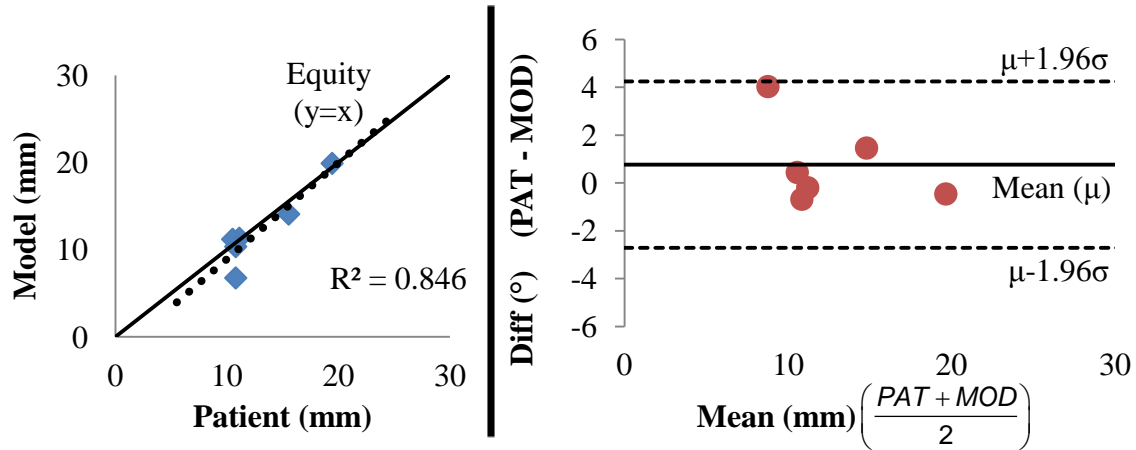 30
20
10
0
0
10
20
30
Model (mm)
Patient (mm)
Equity
(y=x)
R² = 0.846
6
4
2
0
-2
-4
-6
0
10
20
30
Diff (°) (PAT - MOD)
μ+1.96σ
Mean (μ)
μ-1.96σ
Mean (mm) (PAT + MOD / 2)